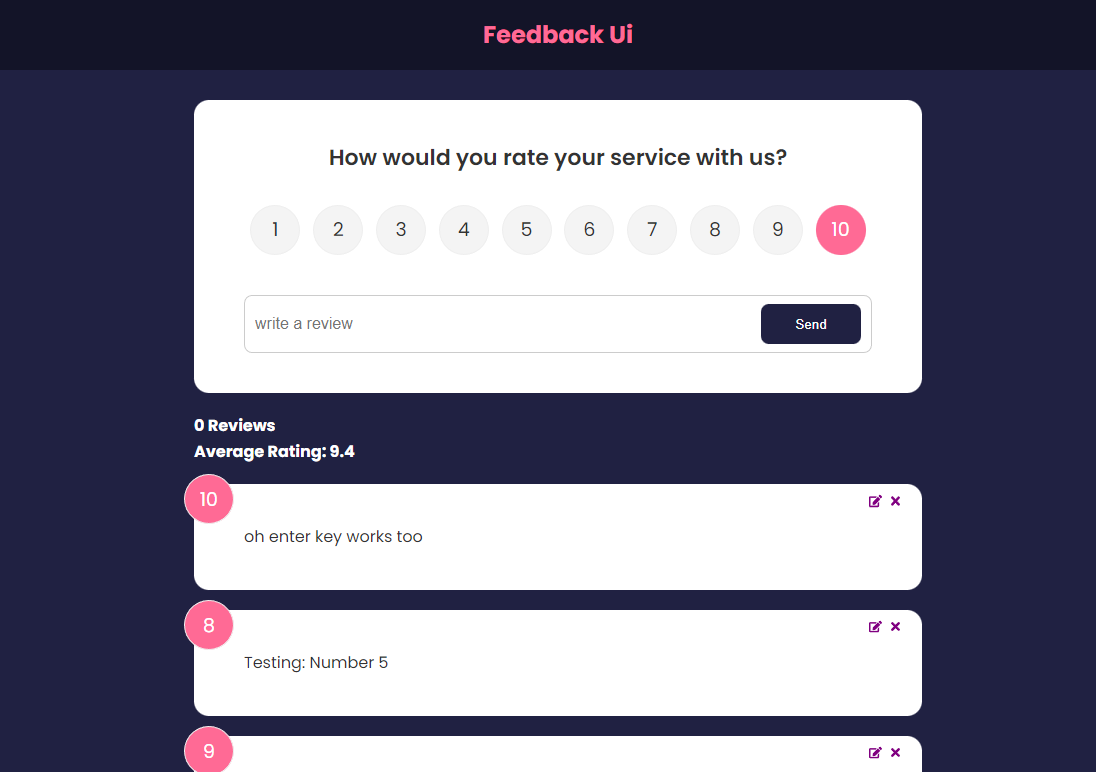 Feedback Ui
How would you rate your service with us?
1 2 3 4 5 6 7 8 9 10
write a review Send
0 Reviews
Average Rating: 9.4
10
oh enter key works too
8
Testing: Number 5
9